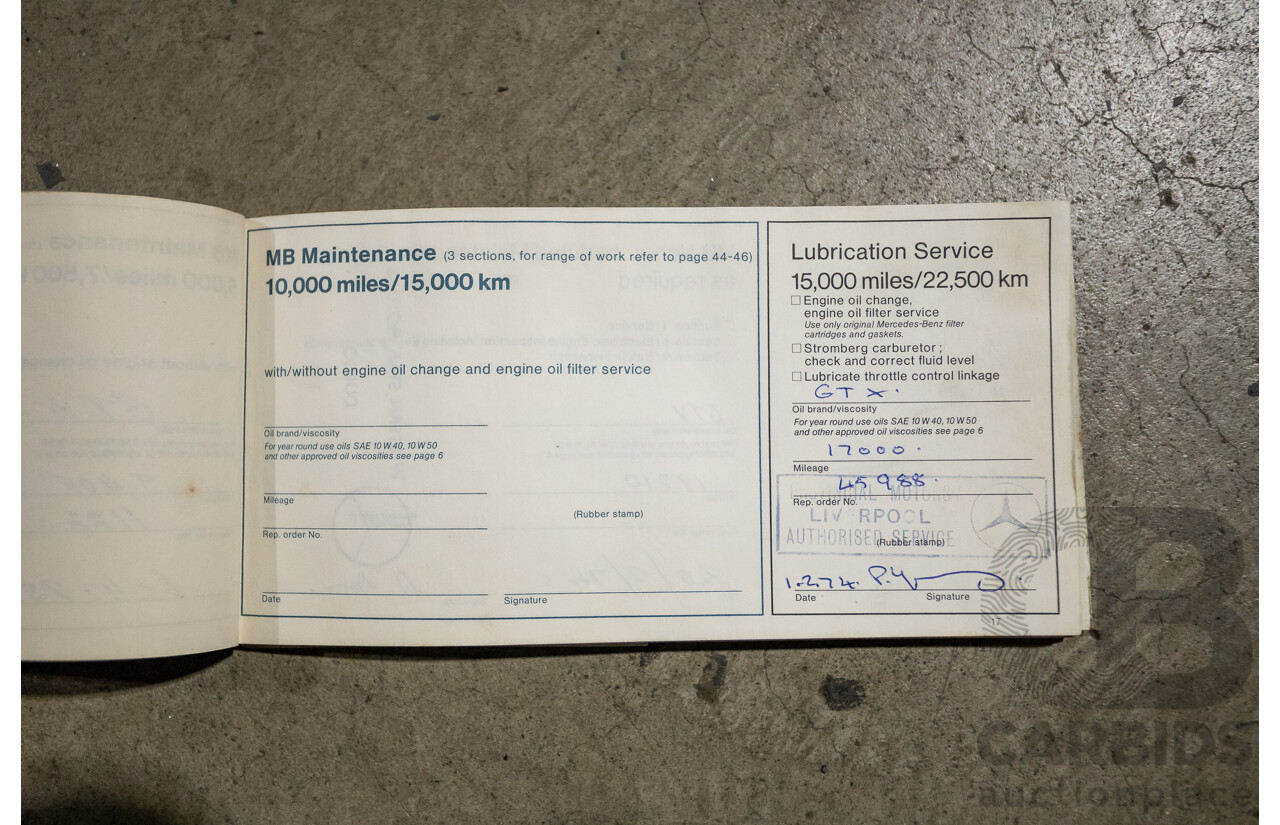 MB Maintenance (3 sections, for range of work refer to page 44-46)
10,000 miles/15,000 km
with/without engine oil change and engine oil filter service
Oil brand/viscosity
For year round use oils SAE 10 W 40, 10 W 50
and other approved oil viscosities see page 6
Mileage
(Rubber stamp)
Rep. order No.
Date
Signature
Lubrication Service
15,000 miles/22,500 km
Engine oil change,
engine oil filter service
Use only original Mercedes-Benz filter
cartridges and gaskets.
Stromberg carburetor;
check and correct fluid level
Lubricate throttle control linkage
GTX.
Oil brand/viscosity
For year round use oils SAE 10 W 40, 10 W 50
and other approved oil viscosities see page 6
17000.
Mileage
45988.
MOTORS
Rep. order No.
LIV RPOOL
AUTHORISED SERVICE
(Rubber stamp)
1.2.74.
Date
Signature
17
CARBIDS
auctionplace